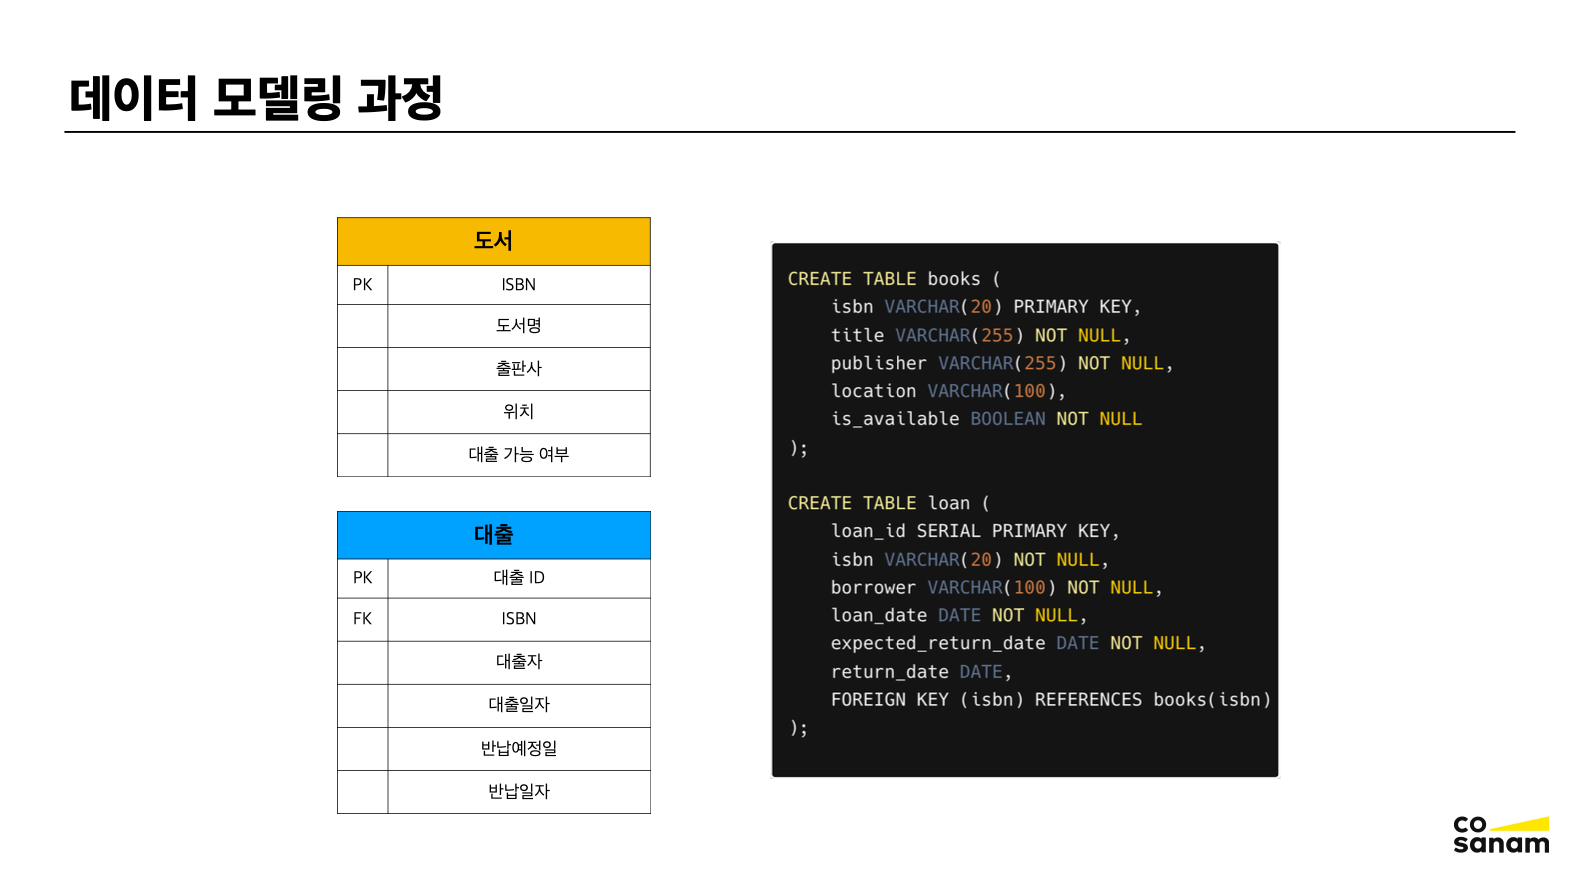 데이터 모델링 과정
도서
PK ISBN
도서명
출판사
위치
대출 가능 여부
대출
PK 대출 ID
FK ISBN
대출자
대출일자
반납예정일
반납일자
CREATE TABLE books (
    isbn VARCHAR(20) PRIMARY KEY,
    title VARCHAR(255) NOT NULL,
    publisher VARCHAR(255) NOT NULL,
    location VARCHAR(100),
    is_available BOOLEAN NOT NULL
);
CREATE TABLE loan (
    loan_id SERIAL PRIMARY KEY,
    isbn VARCHAR(20) NOT NULL,
    borrower VARCHAR(100) NOT NULL,
    loan_date DATE NOT NULL,
    expected_return_date DATE NOT NULL,
    return_date DATE,
    FOREIGN KEY (isbn) REFERENCES books(isbn)
);
co
sanam